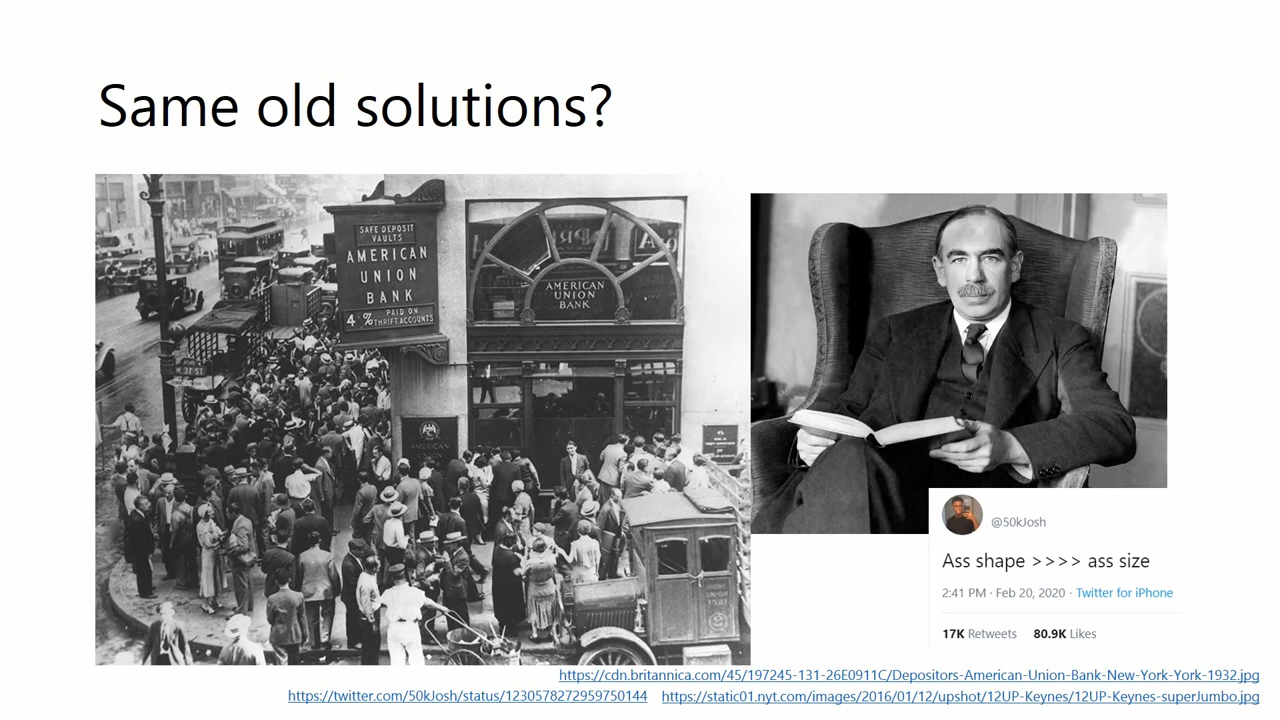 Same old solutions?
SAFE DEPOSIT
VAULTS
AMERICAN
UNION
BANK
4 % PAID ON
THRIFT ACCOUNTS
AMERICAN
UNION
BANK
W 37 ST
AMERICAN
@50kJosh
Ass shape >>>> ass size
2:41 PM · Feb 20, 2020 · Twitter for iPhone
17K Retweets 80.9K Likes
https://cdn.britannica.com/45/197245-131-26E0911C/Depositors-American-Union-Bank-New-York-York-1932.jpg
https://twitter.com/50kJosh/status/1230578272959750144 https://static01.nyt.com/images/2016/01/12/upshot/12UP-Keynes/12UP-Keynes-superJumbo.jpg